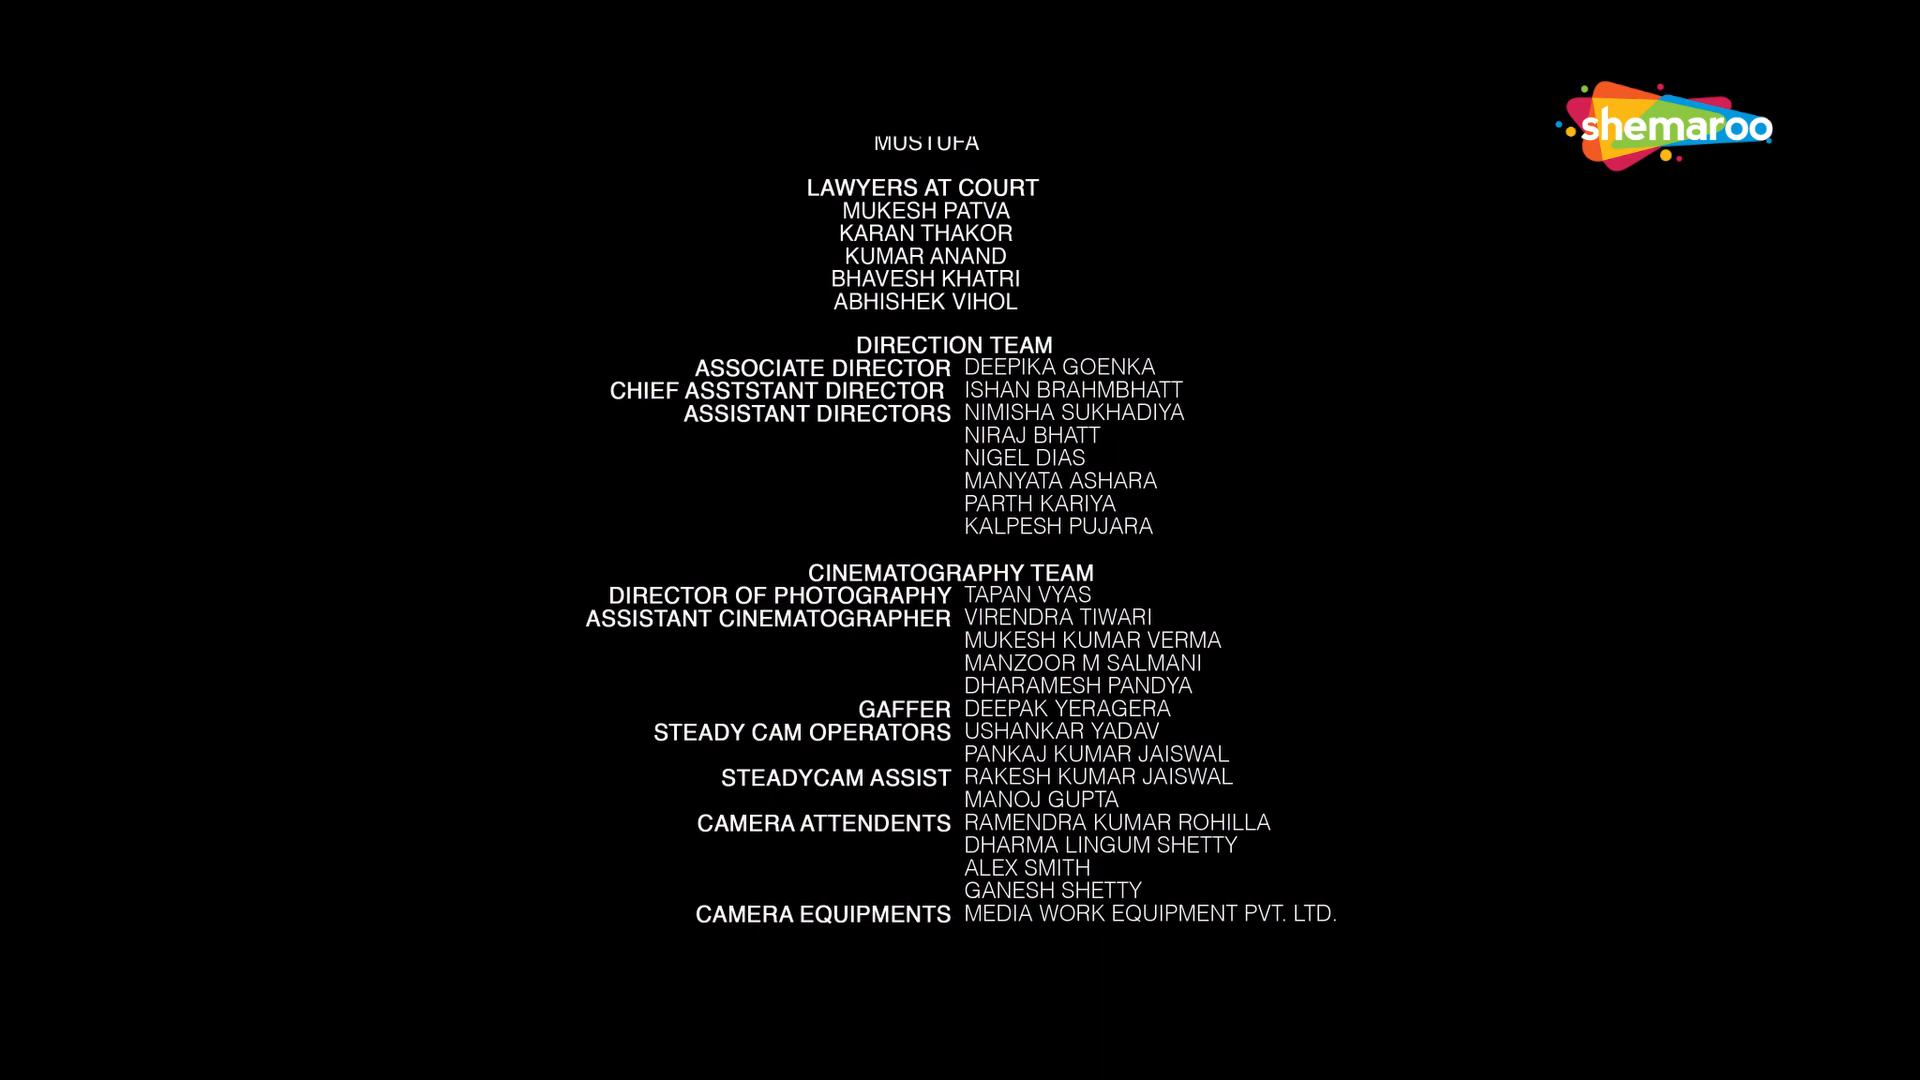 MUSTUFA
LAWYERS AT COURT
MUKESH PATVA
KARAN THAKOR
KUMAR ANAND
BHAVESH KHATRI
ABHISHEK VIHOL
DIRECTION TEAM
ASSOCIATE DIRECTOR DEEPIKA GOENKA
CHIEF ASSTSTANT DIRECTOR ISHAN BRAHMBHATT
ASSISTANT DIRECTORS NIMISHA SUKHADIYA
NIRAJ BHATT
NIGEL DIAS
MANYATA ASHARA
PARTH KARIYA
KALPESH PUJARA
CINEMATOGRAPHY TEAM
DIRECTOR OF PHOTOGRAPHY TAPAN VYAS
ASSISTANT CINEMATOGRAPHER VIRENDRA TIWARI
MUKESH KUMAR VERMA
MANZOOR M SALMANI
DHARAMESH PANDYA
GAFFER DEEPAK YERAGERA
STEADY CAM OPERATORS USHANKAR YADAV
PANKAJ KUMAR JAISWAL
STEADYCAM ASSIST RAKESH KUMAR JAISWAL
MANOJ GUPTA
CAMERA ATTENDENTS RAMENDRA KUMAR ROHILLA
DHARMA LINGUM SHETTY
ALEX SMITH
GANESH SHETTY
CAMERA EQUIPMENTS MEDIA WORK EQUIPMENT PVT. LTD.
shemaroo